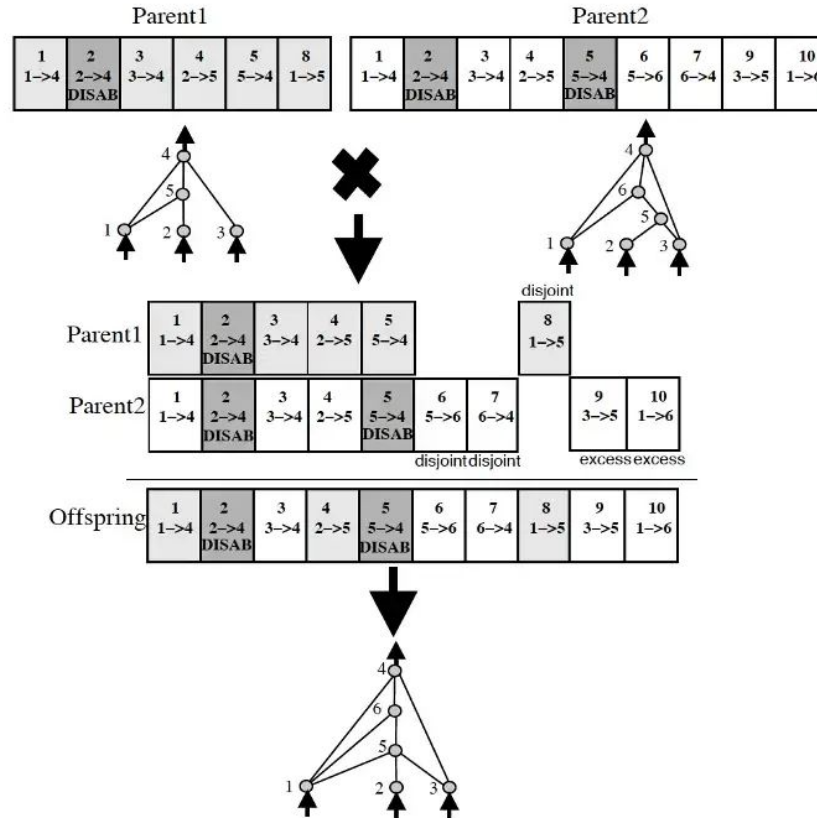 Parent1 Parent2
1 2 3 4 5 8 1 2 3 4 5 6 7 9 10
1->4 2->4 3->4 2->5 5->4 1->5 1->4 2->4 3->4 2->5 5->4 5->6 6->4 3->5 1->6
DISAB DISAB DISAB
4 4
5 6
5
1 2 3 1 2 3
disjoint
Parent1 1 2 3 4 5 8
1->4 2->4 3->4 2->5 5->4 1->5
DISAB
Parent2 1 2 3 4 5 6 7 9 10
1->4 2->4 3->4 2->5 5->4 5->6 6->4 3->5 1->6
DISAB DISAB
disjoint disjoint excess excess
Offspring 1 2 3 4 5 6 7 8 9 10
1->4 2->4 3->4 2->5 5->4 5->6 6->4 1->5 3->5 1->6
DISAB DISAB
4
6
5
1 2 3